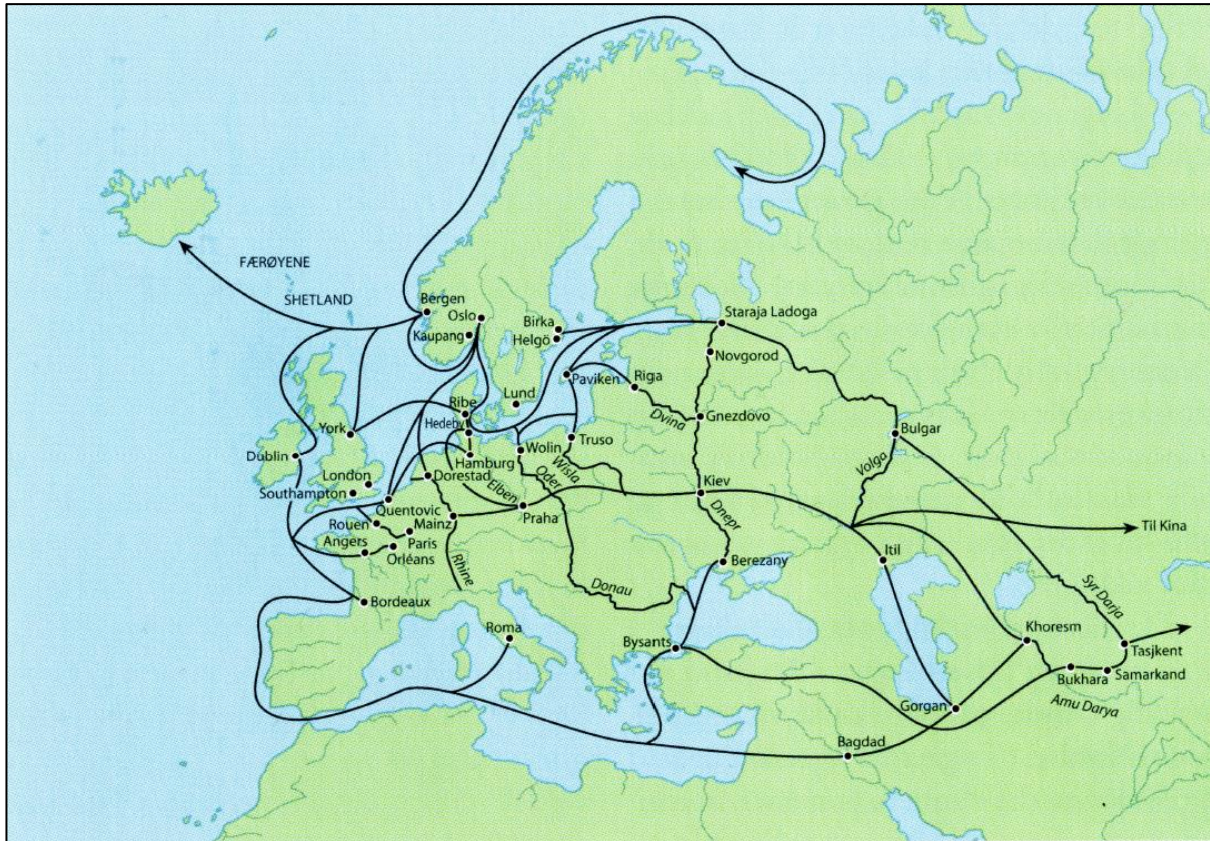 FÆRØYENE
SHETLAND
Bergen
Oslo
Kaupang
Birka
Helgö
Staraja Ladoga
Novgorod
Paviken
Riga
Lund
Dvina
Gnezdovo
Ribe
Hedeby
York
Bulgar
Truso
Wolin
Dublin
Hamburg
Wisla
Oder
Volga
London
Dorestad
Elben
Kiev
Southampton
Quentovic
Praha
Dnepr
Rouen
Mainz
Til Kina
Angers
Paris
Orléans
Itil
Berezany
Rhine
Donau
Syr Darja
Bordeaux
Roma
Bysants
Khoresm
Tasjkent
Bukhara
Samarkand
Amu Darya
Gorgan
Bagdad